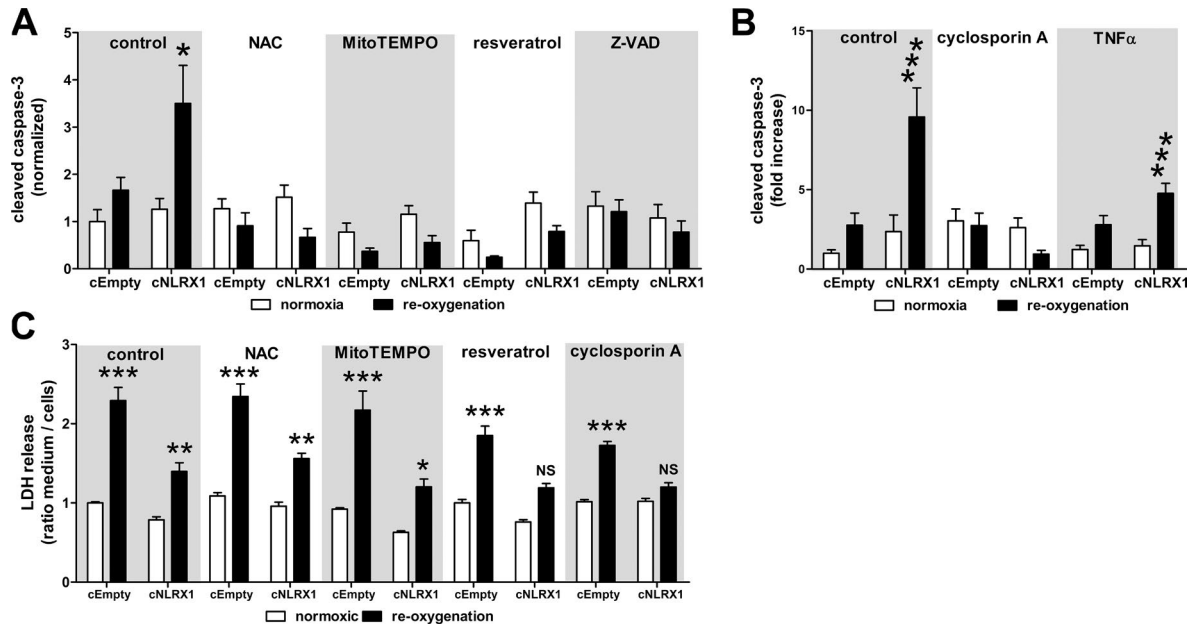 A
control
NAC
MitoTEMPO
resveratrol
Z-VAD
cleaved caspase-3
(normalized)
5
4
3
2
1
0
*
cEmpty cNLRX1 cEmpty cNLRX1 cEmpty cNLRX1 cEmpty cNLRX1 cEmpty cNLRX1
normoxia re-oxygenation
B
control cyclosporin A TNFα
cleaved caspase-3
(fold increase)
15
10
5
0
***
***
cEmpty cNLRX1 cEmpty cNLRX1 cEmpty cNLRX1
normoxia re-oxygenation
C
control NAC MitoTEMPO resveratrol cyclosporin A
LDH release
(ratio medium / cells)
3
2
1
0
*** ** *** ** *** * *** NS *** NS
cEmpty cNLRX1 cEmpty cNLRX1 cEmpty cNLRX1 cEmpty cNLRX1 cEmpty cNLRX1
normoxic re-oxygenation